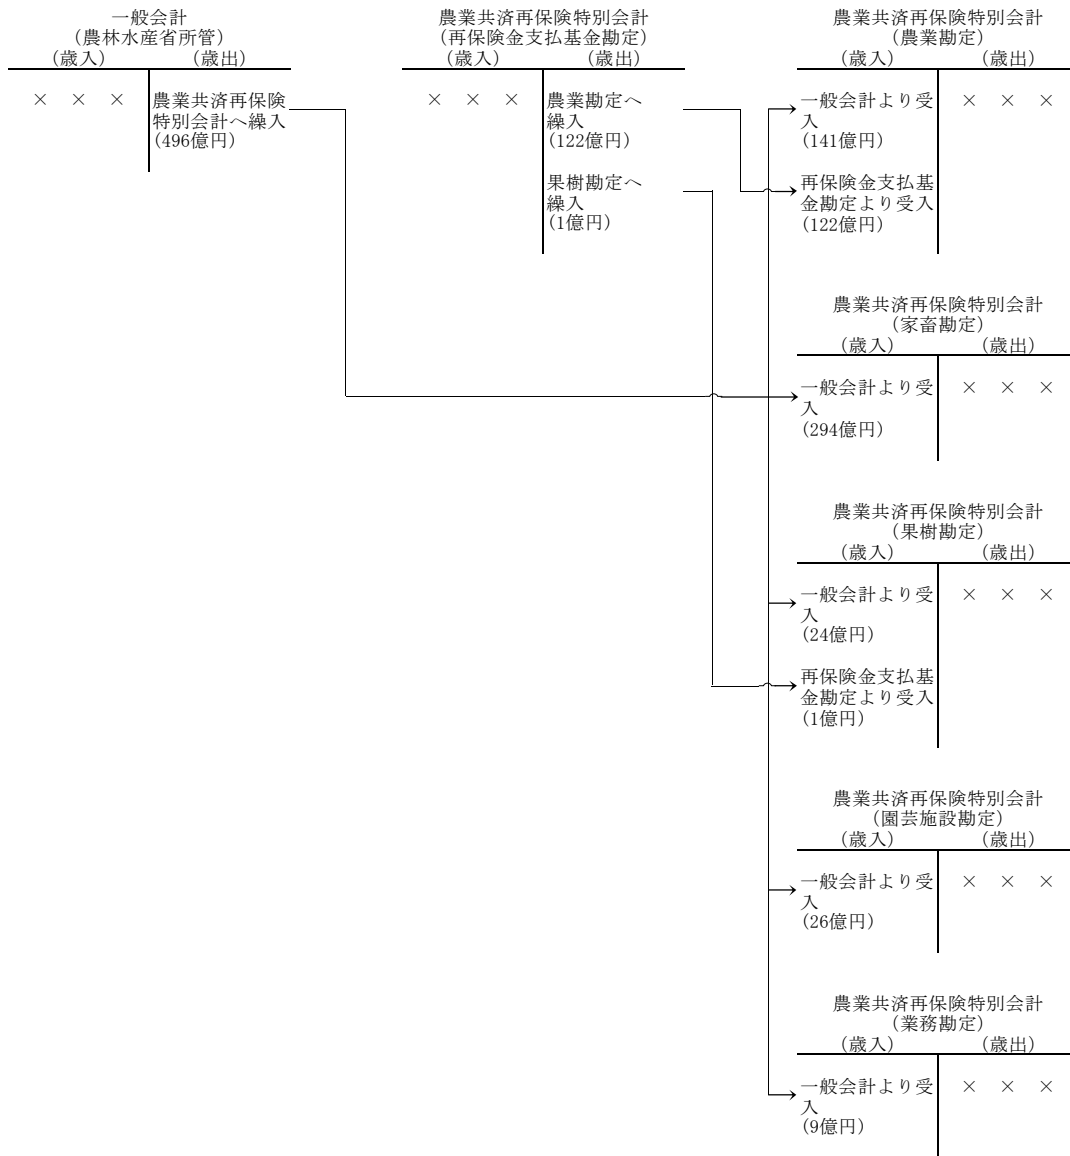 一般会計
(農林水産省所管)
(歳入) (歳出)
× × ×
農業共済再保険
特別会計へ繰入
(496億円)
農業共済再保険特別会計
(再保険金支払基金勘定)
(歳入) (歳出)
× × ×
農業勘定へ
繰入
(122億円)
果樹勘定へ
繰入
(1億円)
農業共済再保険特別会計
(農業勘定)
(歳入) (歳出)
一般会計より受
入
(141億円)
× × ×
再保険金支払基
金勘定より受入
(122億円)
農業共済再保険特別会計
(家畜勘定)
(歳入) (歳出)
一般会計より受
入
(294億円)
× × ×
農業共済再保険特別会計
(果樹勘定)
(歳入) (歳出)
一般会計より受
入
(24億円)
× × ×
再保険金支払基
金勘定より受入
(1億円)
農業共済再保険特別会計
(園芸施設勘定)
(歳入) (歳出)
一般会計より受
入
(26億円)
× × ×
農業共済再保険特別会計
(業務勘定)
(歳入) (歳出)
一般会計より受
入
(9億円)
× × ×